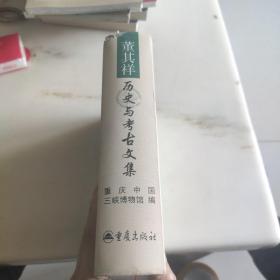 董其祥
历史与考古文集
重庆中国
三峡博物馆 编
重庆出版社